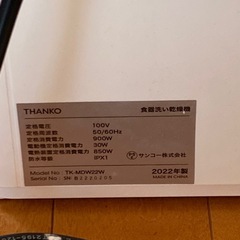 THANKO 食器洗い乾燥機
定格電圧 100V
定格周波数 50/60Hz
定格消費電力 900W
電動機定格消費電力 30W
電熱装置定格消費電力 850W
防水等級 IPX1
サンコー株式会社
Model No : TK-MDW22W 2022年製
Serial No : SN MADE IN CHINA